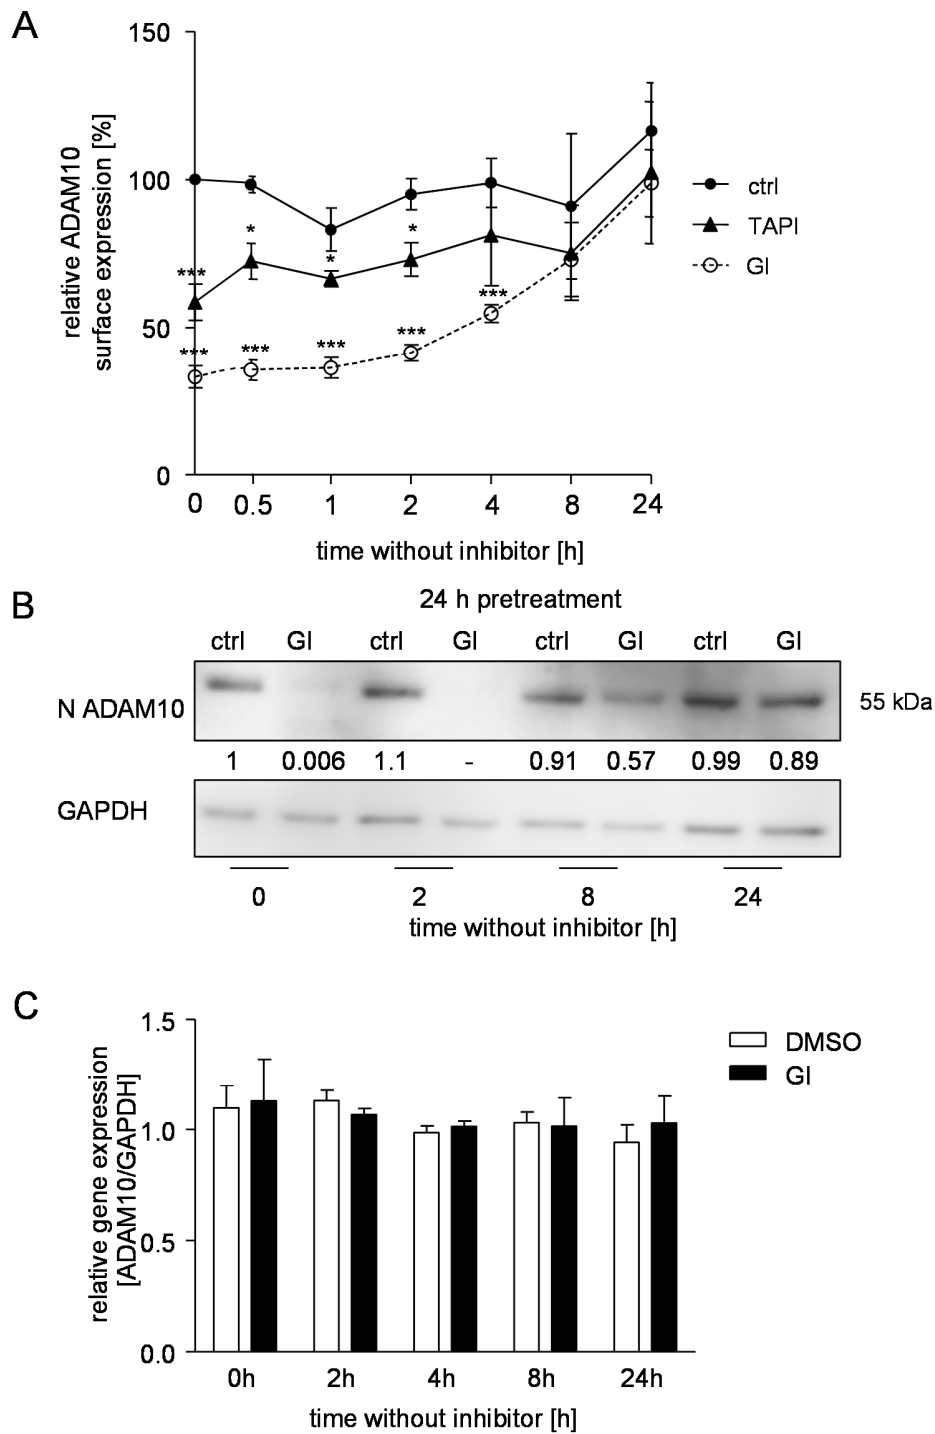 A
150
100
50
0
relative ADAM10
surface expression [%]
***
***
*
***
*
***
*
***
***
0 0.5 1 2 4 8 24
time without inhibitor [h]
ctrl
TAPI
GI
B
24 h pretreatment
ctrl GI ctrl GI ctrl GI ctrl GI
N ADAM10
55 kDa
1 0.006 1.1 - 0.91 0.57 0.99 0.89
GAPDH
0 2 8 24
time without inhibitor [h]
C
1.5
1.0
0.5
0.0
relative gene expression
[ADAM10/GAPDH]
DMSO
GI
0h 2h 4h 8h 24h
time without inhibitor [h]